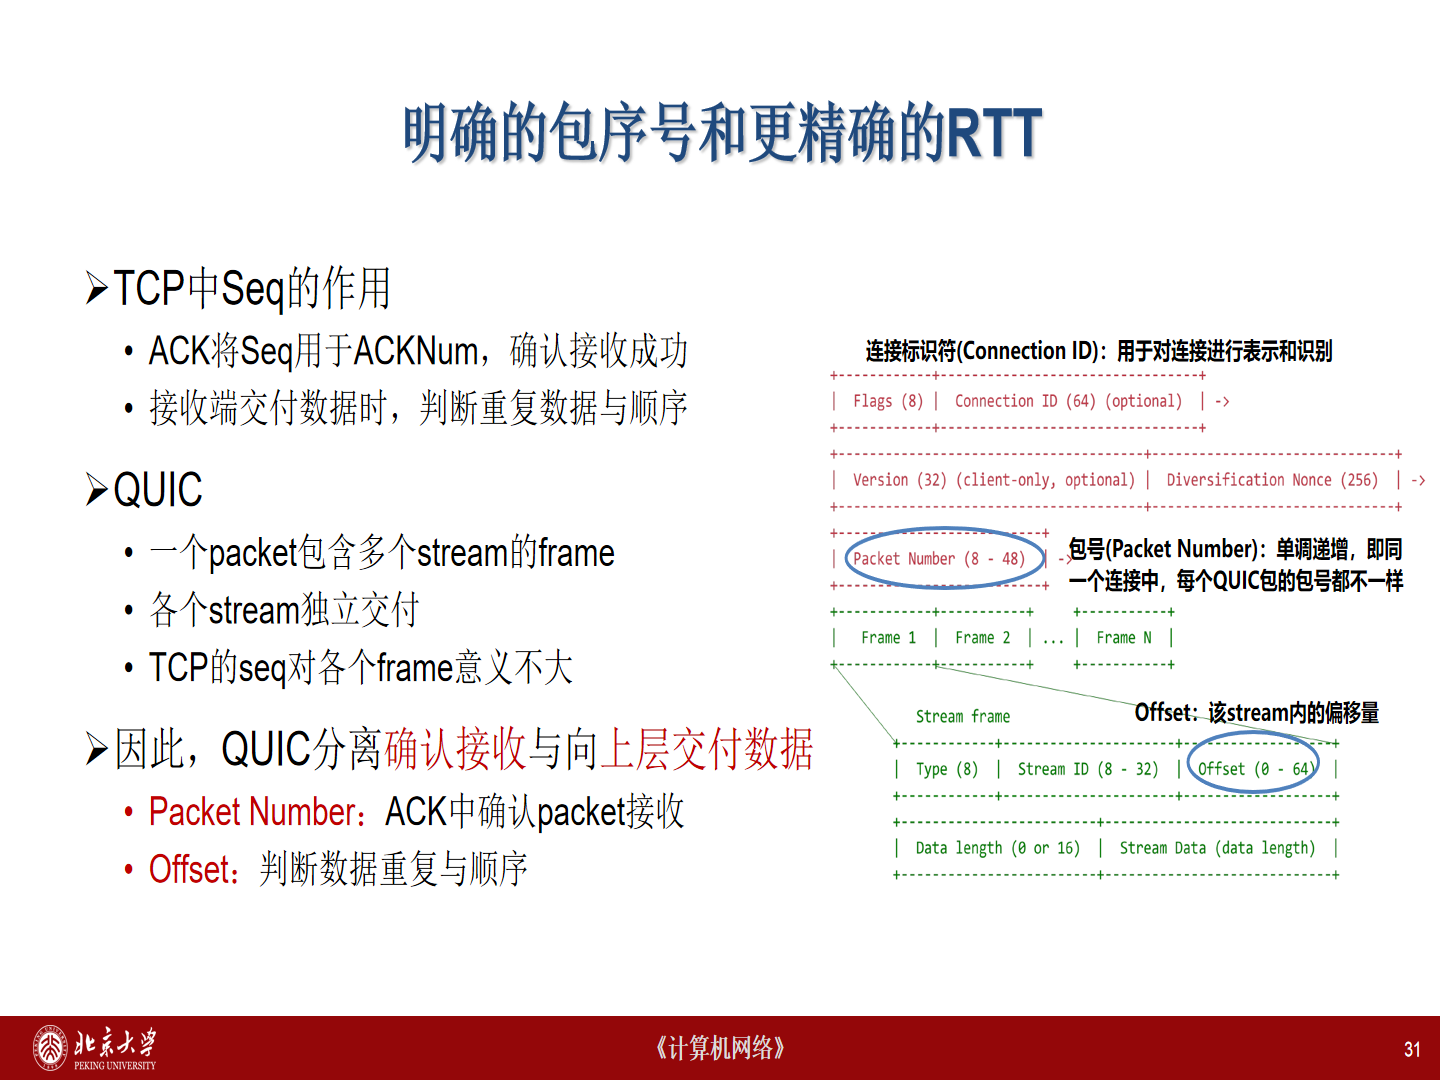 明确的包序号和更精确的RTT
➢TCP中Seq的作用
• ACK将Seq用于ACKNum，确认接收成功
• 接收端交付数据时，判断重复数据与顺序
➢QUIC
• 一个packet包含多个stream的frame
• 各个stream独立交付
• TCP的seq对各个frame意义不大
➢因此，QUIC分离确认接收与向上层交付数据
• Packet Number：ACK中确认packet接收
• Offset：判断数据重复与顺序
连接标识符(Connection ID)：用于对连接进行表示和识别
| Flags (8) | Connection ID (64) (optional) | ->
| Version (32) (client-only, optional) | Diversification Nonce (256) | ->
| Packet Number (8 - 48) | ->
包号(Packet Number)：单调递增，即同
一个连接中，每个QUIC包的包号都不一样
| Frame 1 | Frame 2 | ... | Frame N |
Stream frame
Offset：该stream内的偏移量
| Type (8) | Stream ID (8 - 32) | Offset (0 - 64) |
| Data length (0 or 16) | Stream Data (data length) |
北京大学
PEKING UNIVERSITY
《计算机网络》
31